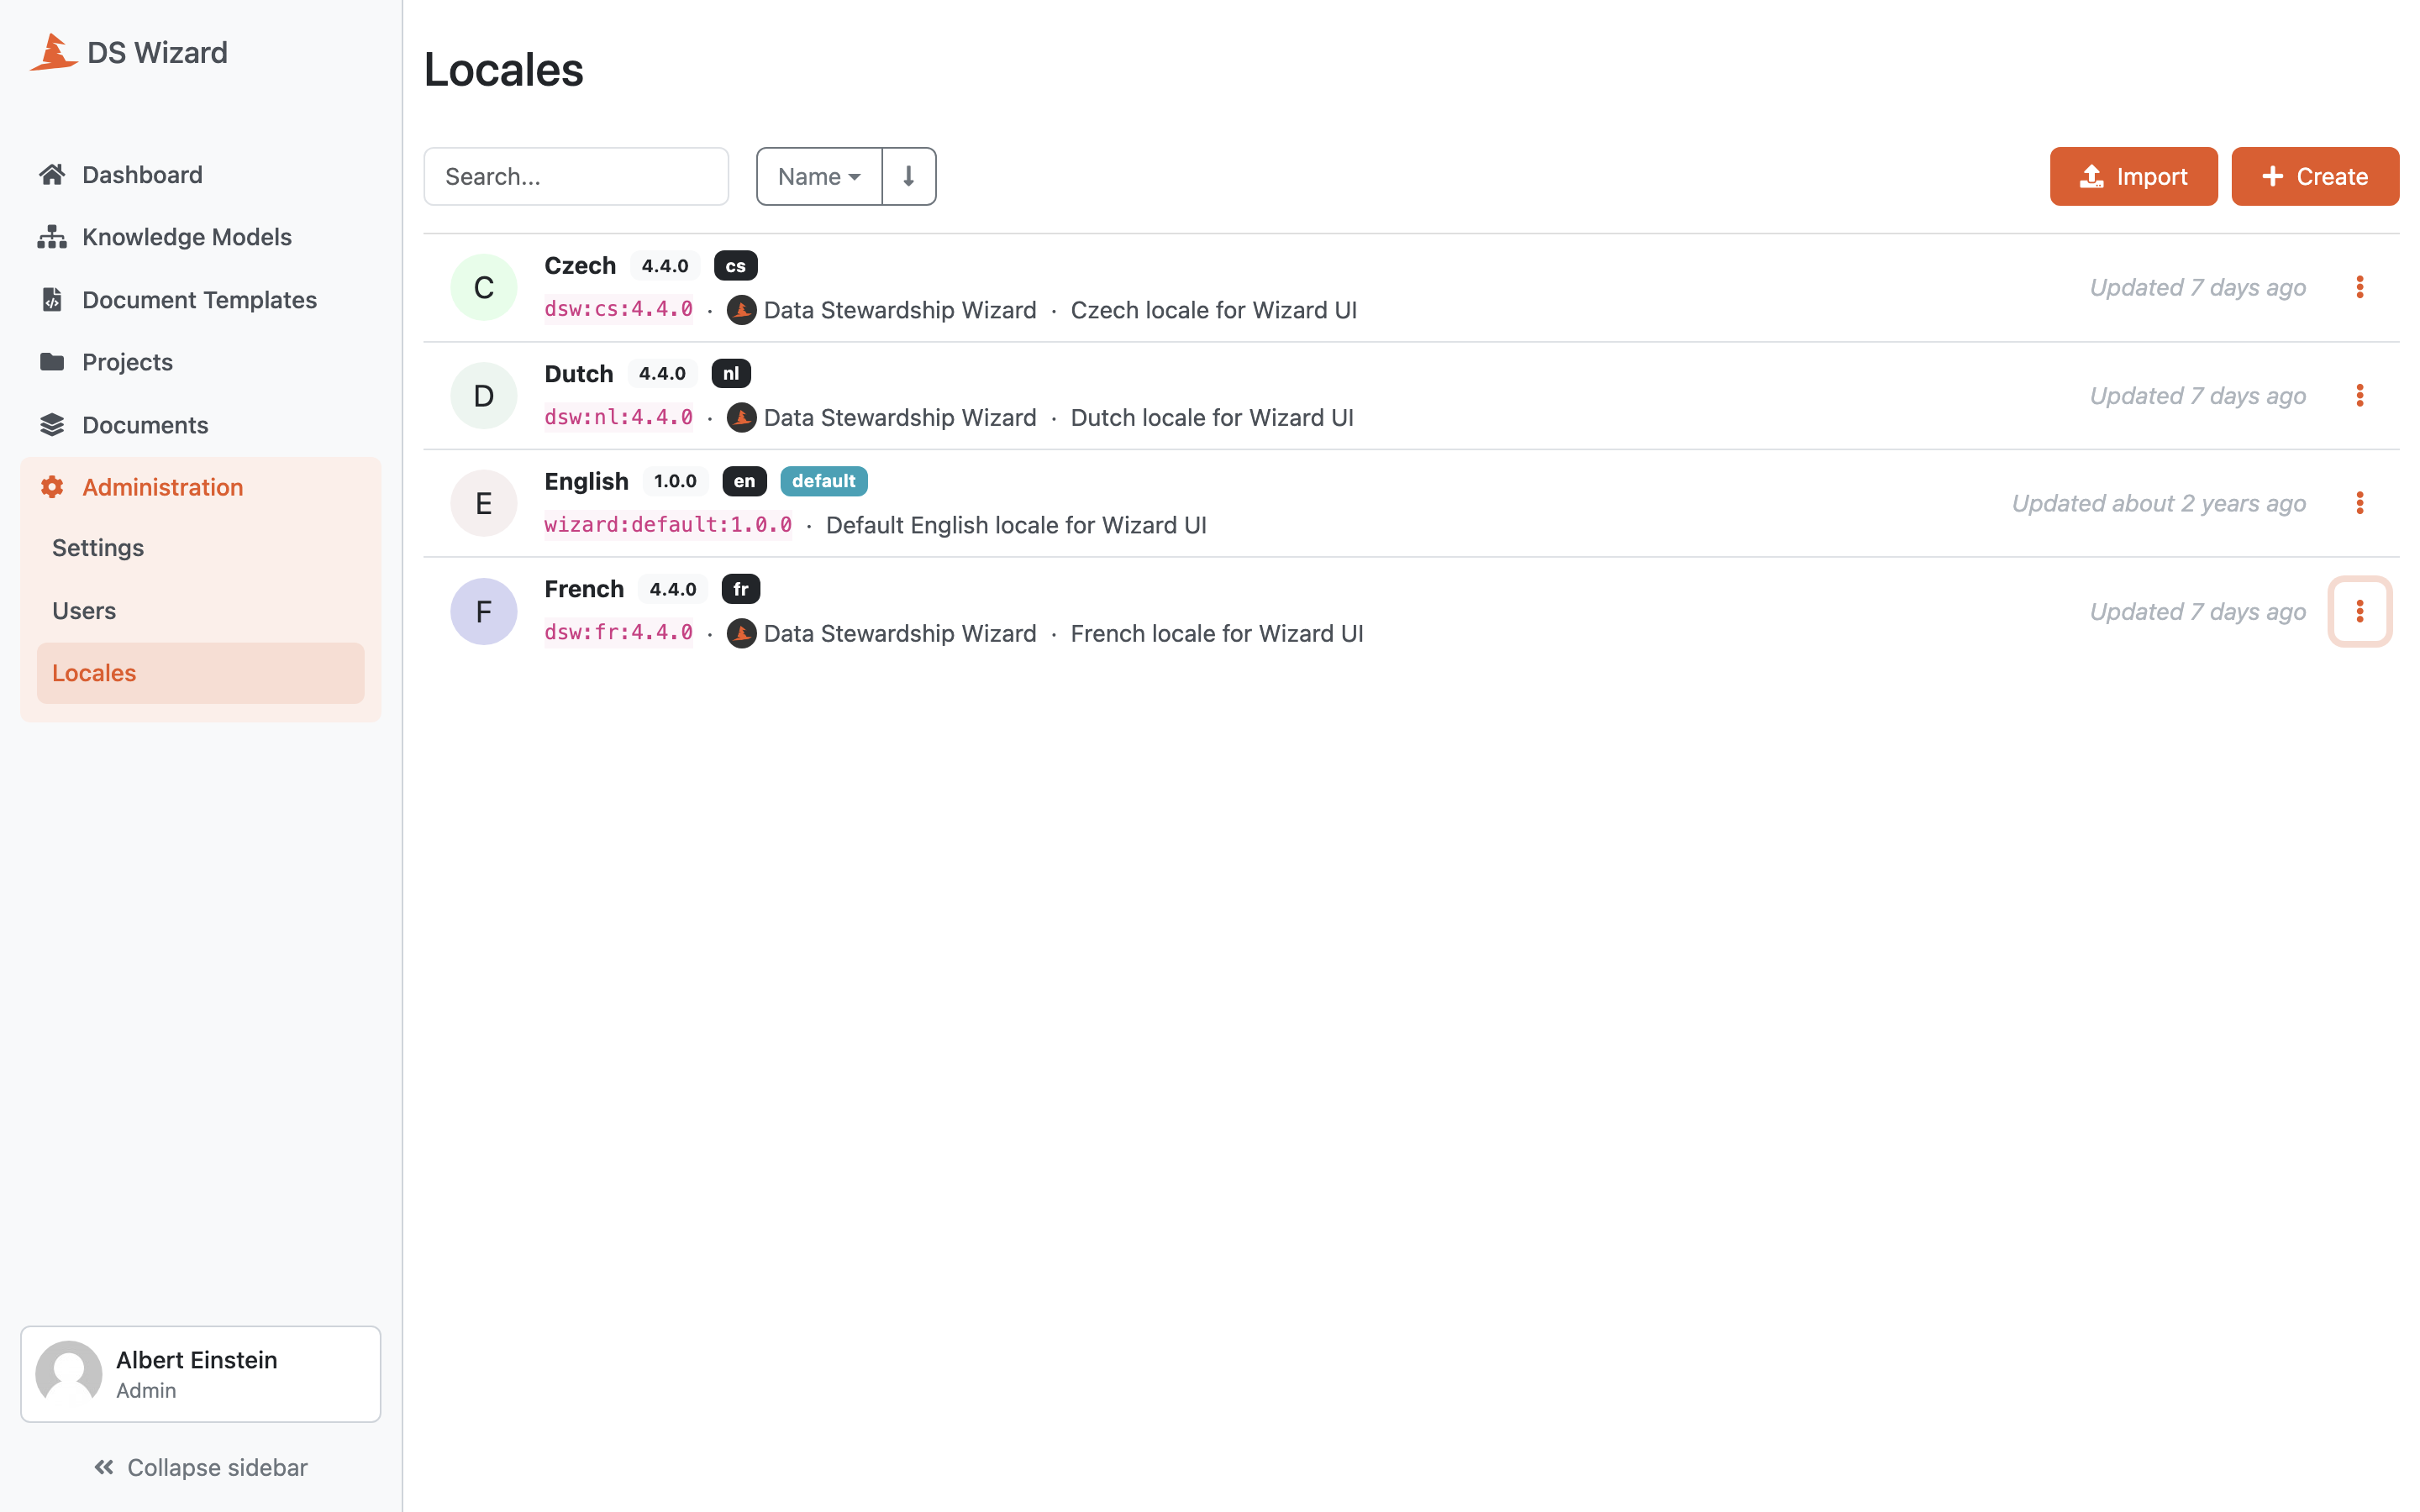 DS Wizard
Dashboard
Knowledge Models
Document Templates
Projects
Documents
Administration
Settings
Users
Locales
Albert Einstein
Admin
Collapse sidebar
Locales
Search...
Name
Import
Create
C
Czech 4.4.0 cs
dsw:cs:4.4.0 · Data Stewardship Wizard · Czech locale for Wizard UI
Updated 7 days ago
D
Dutch 4.4.0 nl
dsw:nl:4.4.0 · Data Stewardship Wizard · Dutch locale for Wizard UI
Updated 7 days ago
E
English 1.0.0 en default
wizard:default:1.0.0 · Default English locale for Wizard UI
Updated about 2 years ago
F
French 4.4.0 fr
dsw:fr:4.4.0 · Data Stewardship Wizard · French locale for Wizard UI
Updated 7 days ago